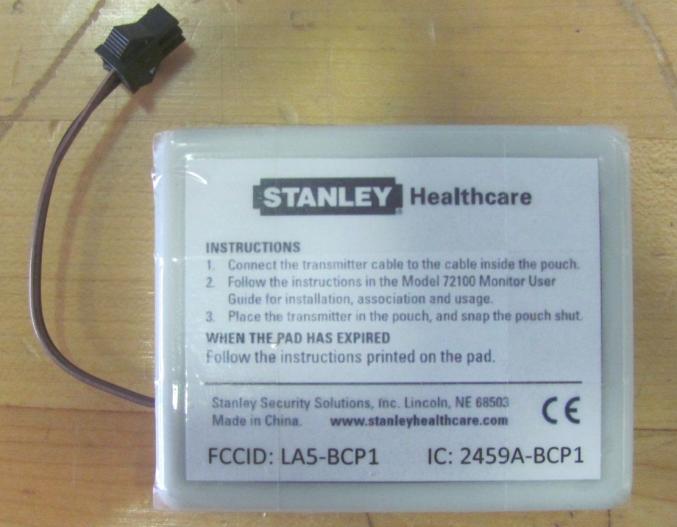 STANLEY® Healthcare
INSTRUCTIONS
1. Connect the transmitter cable to the cable inside the pouch.
2. Follow the instructions in the Model 72100 Monitor User
Guide for installation, association and usage.
3. Place the transmitter in the pouch, and snap the pouch shut.
WHEN THE PAD HAS EXPIRED
Follow the instructions printed on the pad.
Stanley Security Solutions, Inc. Lincoln, NE 68503
Made in China. www.stanleyhealthcare.com CE
FCCID: LA5-BCP1 IC: 2459A-BCP1